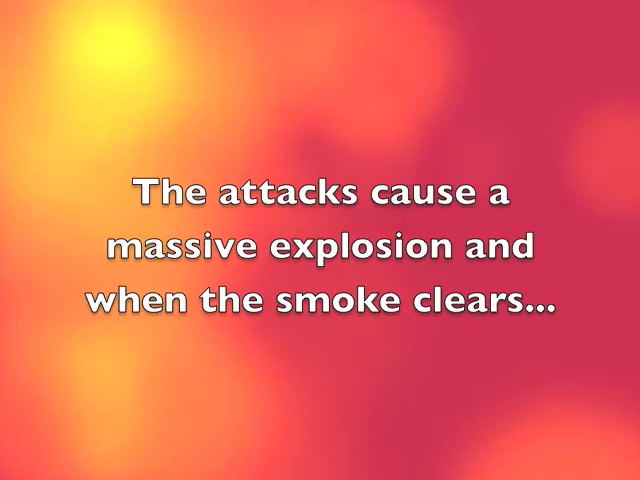 The attacks cause a
massive explosion and
when the smoke clears...